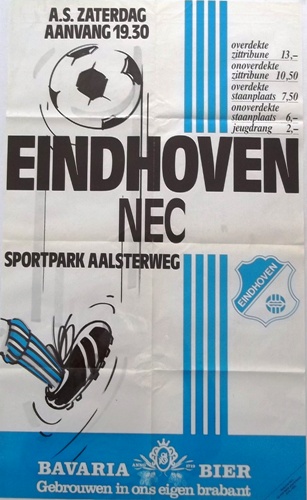 A.S. ZATERDAG
AANVANG 19.30
overdekte
zittribune 13,–
onoverdekte
zittribune 10,50
overdekte
staanplaats 7,50
onoverdekte
staanplaats 6,–
jeugdrang 2,–
EINDHOVEN
NEC
SPORTPARK AALSTERWEG
EINDHOVEN
BAVARIA BIER
Gebrouwen in ons eigen brabant